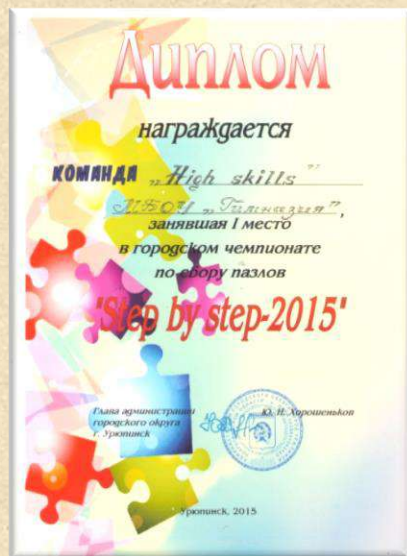 Диплом
награждается
КОМАНДА „High skills"
МБОУ „Гимназия",
занявшая I место
в городском чемпионате
по сбору пазлов
"Step by step-2015"
Глава администрации
городского округа
г. Урюпинск
Ю. Н. Хорошеньков
Урюпинск, 2015